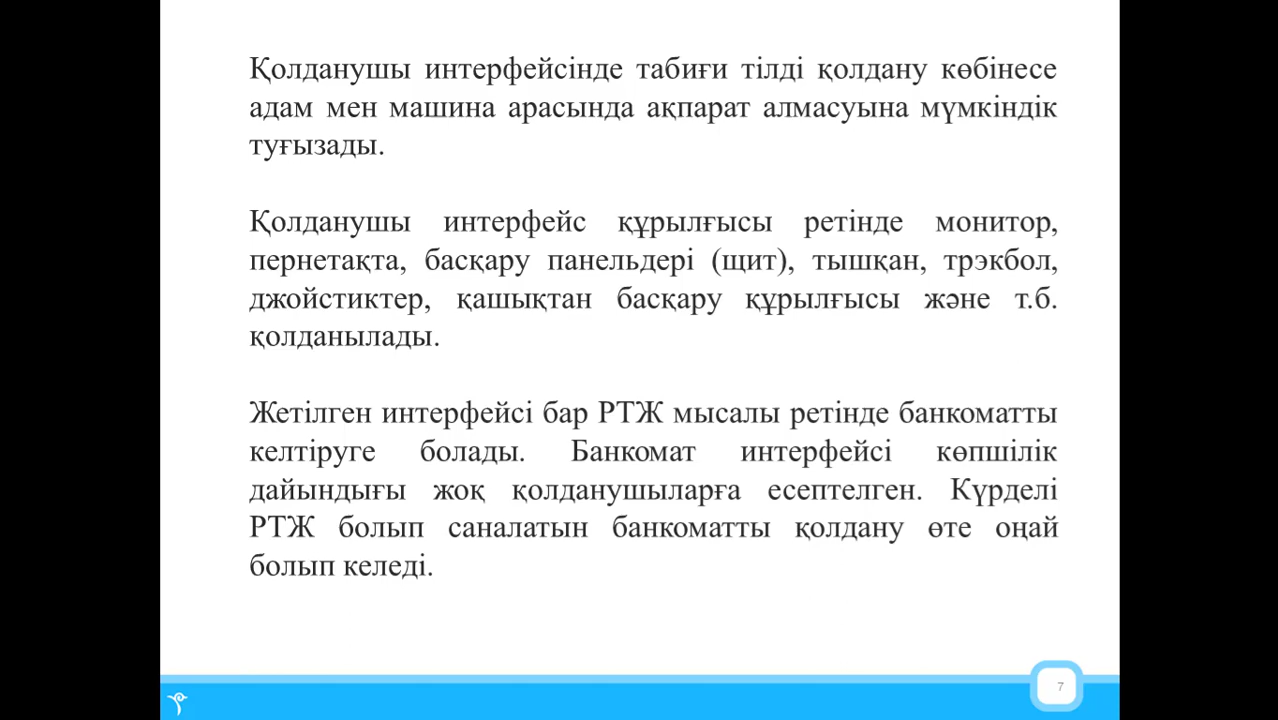 Қолданушы интерфейсінде табиғи тілді қолдану көбінесе
адам мен машина арасында ақпарат алмасуына мүмкіндік
туғызады.
Қолданушы интерфейс құрылғысы ретінде монитор,
пернетақта, басқару панельдері (щит), тышқан, трэкбол,
джойстиктер, қашықтан басқару құрылғысы және т.б.
қолданылады.
Жетілген интерфейсі бар РТЖ мысалы ретінде банкоматты
келтіруге болады. Банкомат интерфейсі көпшілік
дайындығы жоқ қолданушыларға есептелген. Күрделі
РТЖ болып саналатын банкоматты қолдану өте оңай
болып келеді.
7